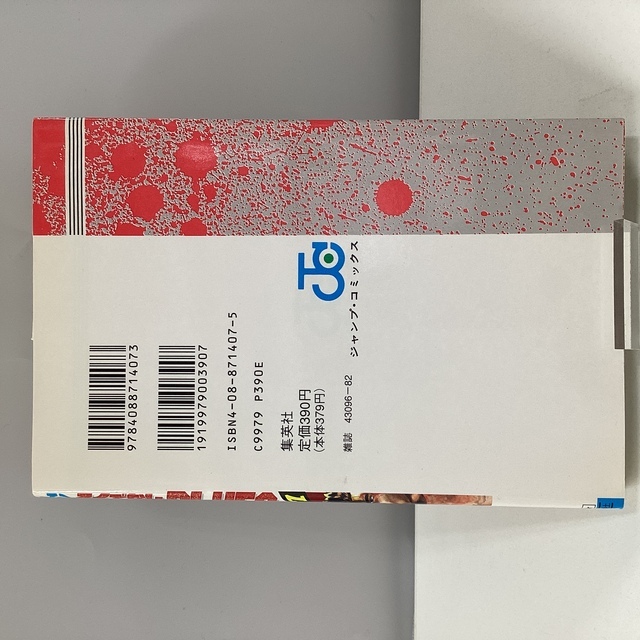 ジャンプ・コミックス
9784088714073
1919979003907
ISBN4-08-871407-5
C9979 P390E
集英社
定価390円
(本体379円)
雑誌 43096-82